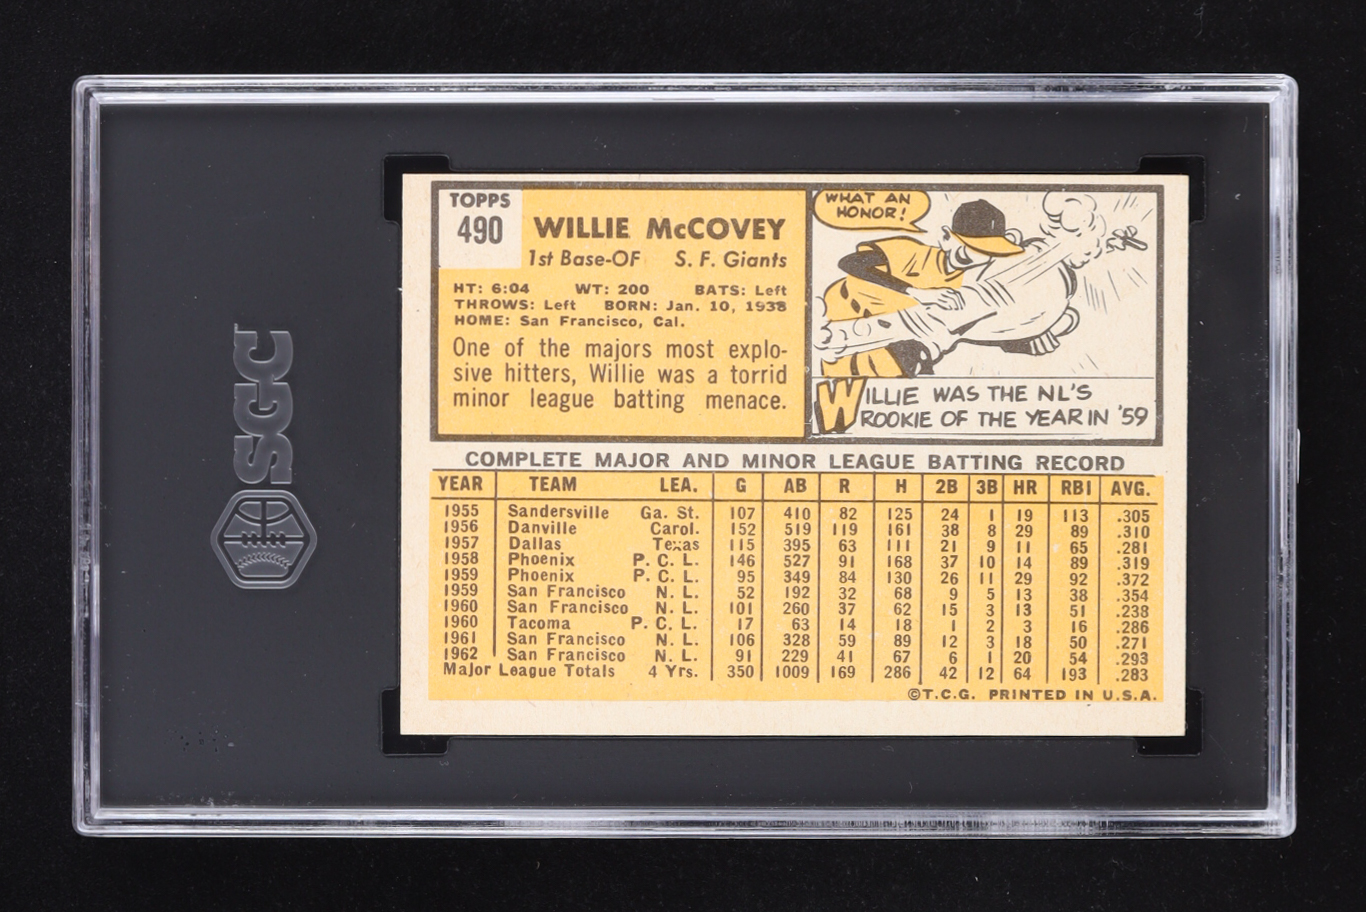 SGC
TOPPS
490
WILLIE McCOVEY
1st Base-OF S. F. Giants
HT: 6:04 WT: 200 BATS: Left
THROWS: Left BORN: Jan. 10, 1938
HOME: San Francisco, Cal.
One of the majors most explo-
sive hitters, Willie was a torrid
minor league batting menace.
WHAT AN
HONOR!
WILLIE WAS THE NL'S
ROOKIE OF THE YEAR IN '59
COMPLETE MAJOR AND MINOR LEAGUE BATTING RECORD
YEAR TEAM LEA. G AB R H 2B 3B HR RBI AVG.
1955 Sandersville Ga. St. 107 410 82 125 24 1 19 113 .305
1956 Danville Carol. 152 519 119 161 38 8 29 89 .310
1957 Dallas Texas 115 395 63 111 21 9 11 65 .281
1958 Phoenix P. C. L. 146 527 91 168 37 10 14 89 .319
1959 Phoenix P. C. L. 95 349 84 130 26 11 29 92 .372
1959 San Francisco N. L. 52 192 32 68 9 5 13 38 .354
1960 San Francisco N. L. 101 260 37 62 15 3 13 51 .238
1960 Tacoma P. C. L. 17 63 14 18 1 2 3 16 .286
1961 San Francisco N. L. 106 328 59 89 12 3 18 50 .271
1962 San Francisco N. L. 91 229 41 67 6 1 20 54 .293
Major League Totals 4 Yrs. 350 1009 169 286 42 12 64 193 .283
©T.C.G. PRINTED IN U.S.A.